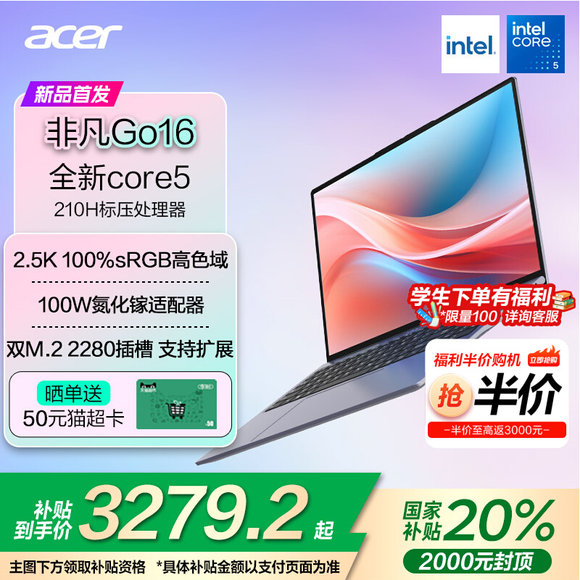 acer
intel
intel
CORE
5
新品首发
非凡Go16
全新core5
210H标压处理器
2.5K 100%sRGB高色域
100W氮化镓适配器
双M.2 2280插槽 支持扩展
晒单送
50元猫超卡
50
学生下单有福利
*限量100 详询客服
福利半价购机 立即抢购
抢 半价
半价至高返3000元
补贴
到手价 3279.2 起
国家
补贴 20%
2000元封顶
主图下方领取补贴资格 *具体补贴金额以支付页面为准